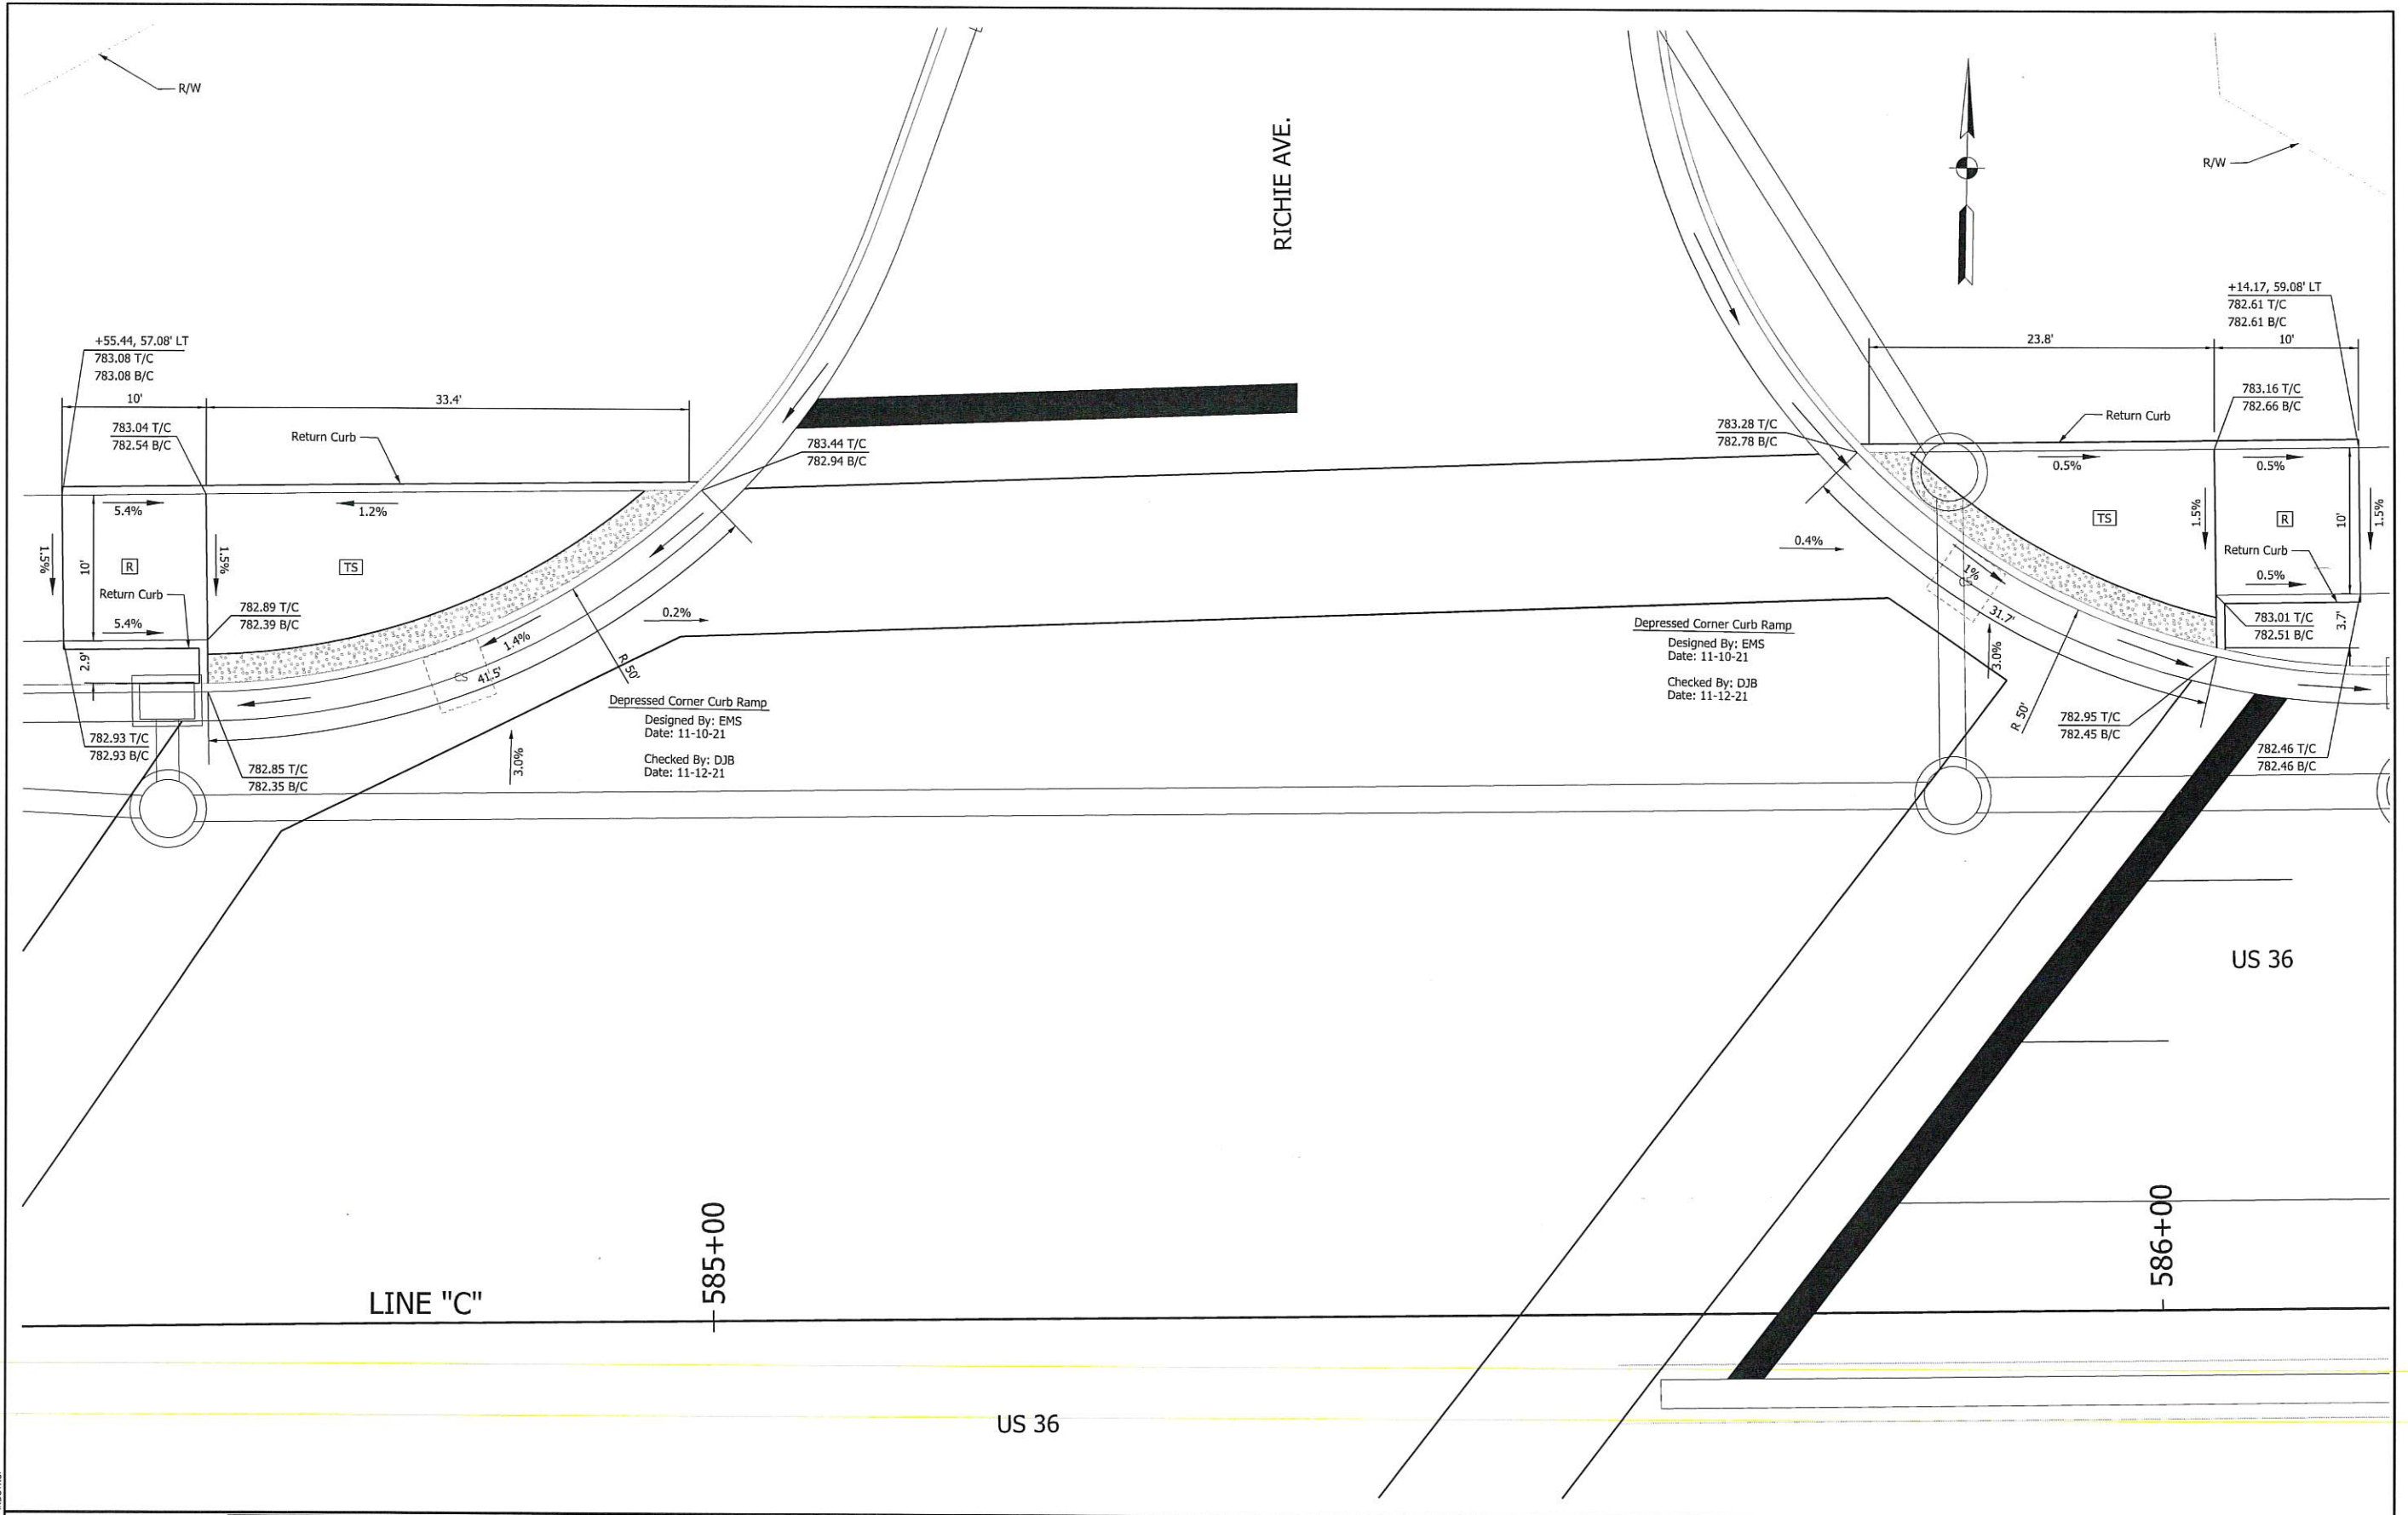 R/W
RICHIE AVE.
R/W
+55.44, 57.08' LT
783.08 T/C
783.08 B/C
10'
33.4'
783.04 T/C
782.54 B/C
Return Curb
783.44 T/C
782.94 B/C
5.4%
1.2%
1.5%
10'
R
1.5%
TS
Return Curb
782.89 T/C
782.39 B/C
5.4%
0.2%
2.9'
1.4%
CS
41.5'
R 50'
Depressed Corner Curb Ramp
Designed By: EMS
Date: 11-10-21
Checked By: DJB
Date: 11-12-21
782.93 T/C
782.93 B/C
782.85 T/C
782.35 B/C
3.0%
+14.17, 59.08' LT
782.61 T/C
782.61 B/C
23.8'
10'
783.16 T/C
782.66 B/C
Return Curb
783.28 T/C
782.78 B/C
0.5%
0.5%
TS
1.5%
R
10'
1.5%
0.4%
Return Curb
0.5%
1%
CS
31.7'
783.01 T/C
782.51 B/C
3.7'
Depressed Corner Curb Ramp
Designed By: EMS
Date: 11-10-21
Checked By: DJB
Date: 11-12-21
3.0%
R 50'
782.95 T/C
782.45 B/C
782.46 T/C
782.46 B/C
US 36
LINE "C"
585+00
586+00
US 36